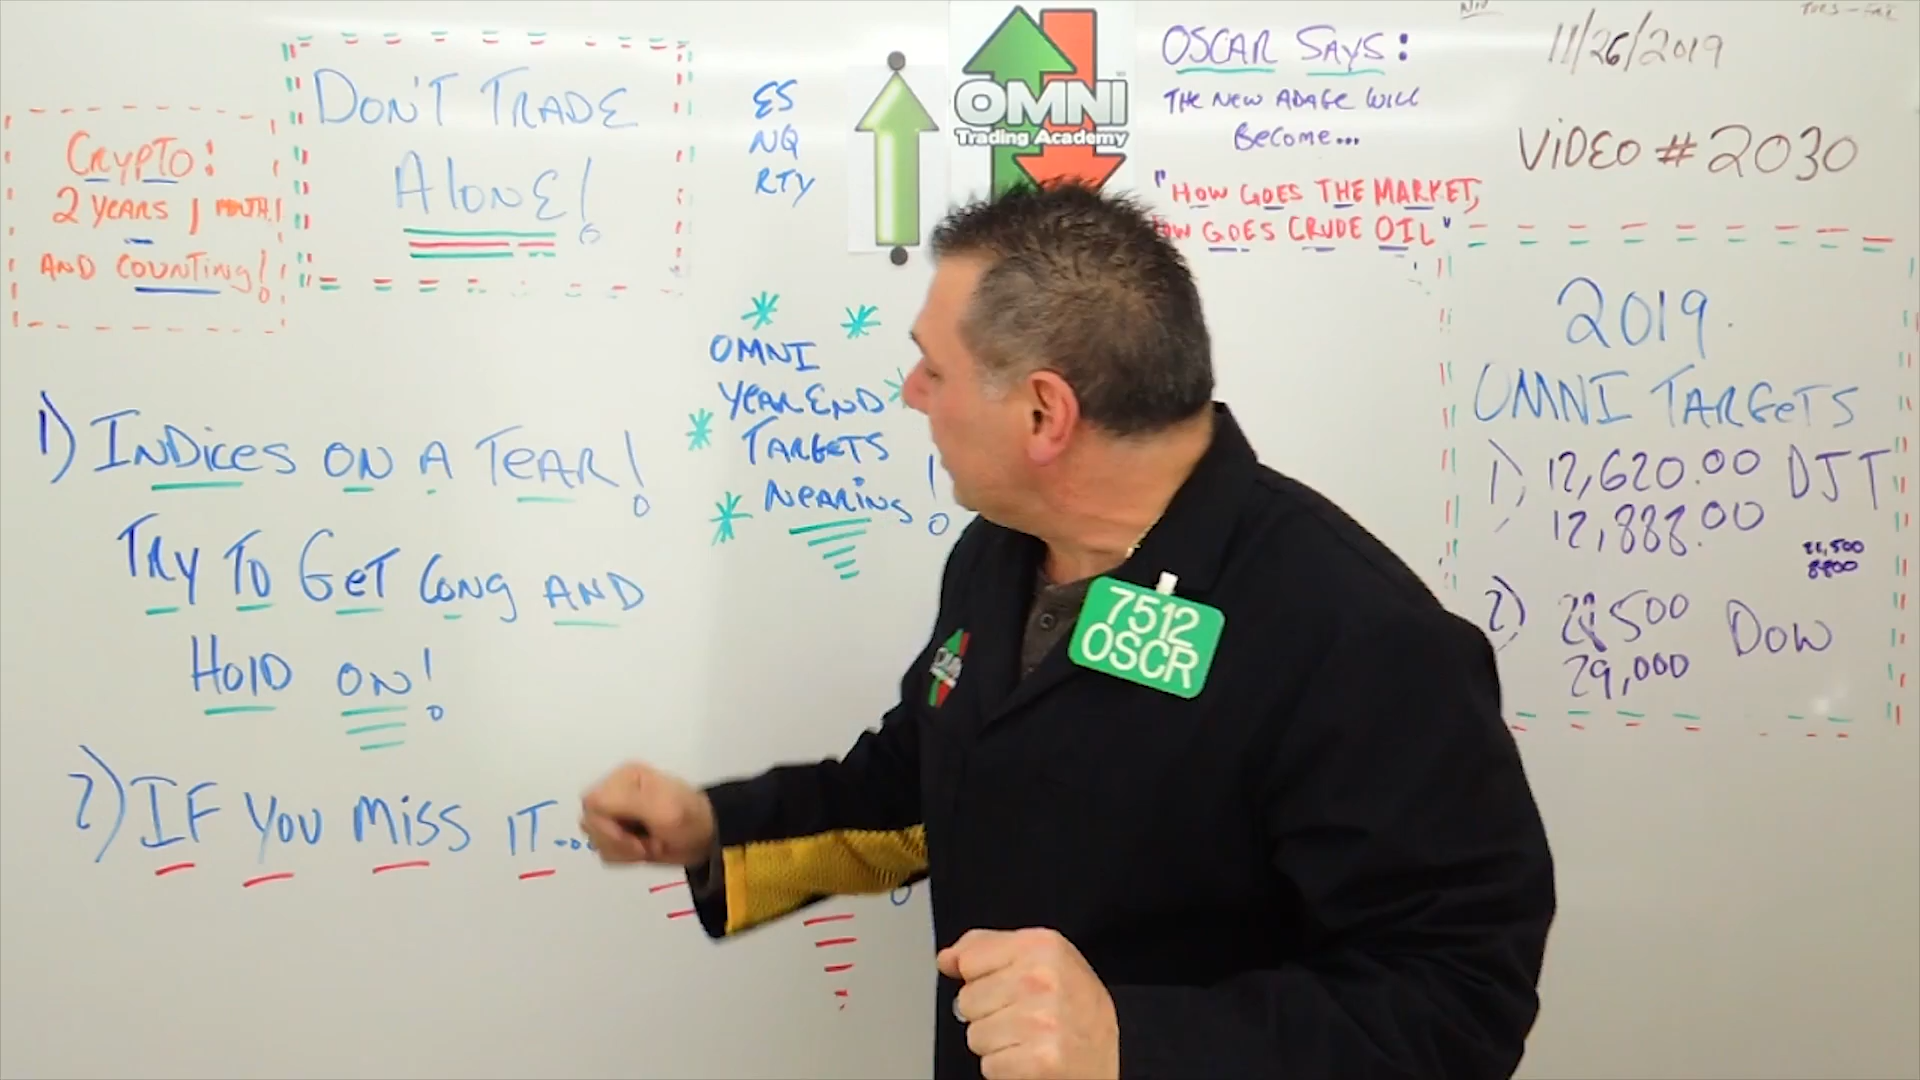 CRYPTO:
2 YEARS, 1 MONTH!
AND COUNTING!
DON'T TRADE
ALONE!
ES
NQ
RTY
OMNI
Trading Academy
OSCAR SAYS:
THE NEW ADAGE WILL
BECOME...
"HOW GOES THE MARKET,
OW GOES CRUDE OIL"
11/26/2019
VIDEO # 2030
1) INDICES ON A TEAR!
TRY TO GET LONG AND
HOLD ON!
2) IF YOU MISS IT...
OMNI
YEAR END
TARGETS
NEARING!
2019
OMNI TARGETS
1) 12,620.00 DJT
12,888.00
8800
2) 500 DOW
29,000
7512
OSCR